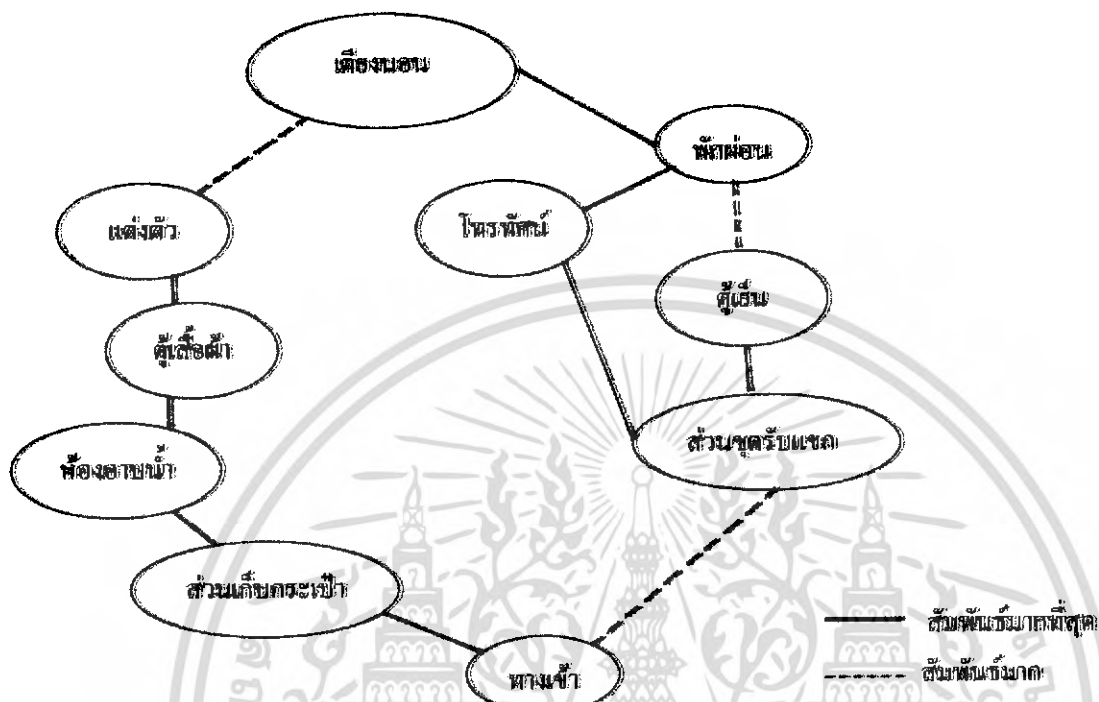 เตียงนอน
พักผ่อน
แต่งตัว
โทรทัศน์
ตู้เย็น
ตู้เสื้อผ้า
ส่วนชุดรับแขก
ห้องอาบน้ำ
ส่วนเก็บกระเป๋า
ทางเข้า
สัมพันธ์มากที่สุด
สัมพันธ์มาก